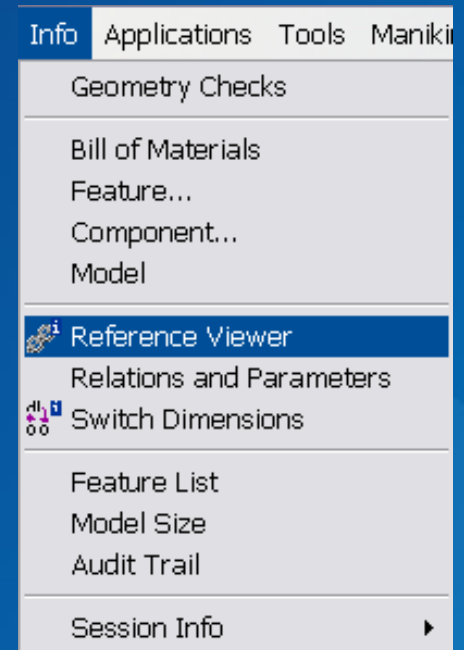 Info Applications Tools Maniki
Geometry Checks
Bill of Materials
Feature...
Component...
Model
Reference Viewer
Relations and Parameters
Switch Dimensions
Feature List
Model Size
Audit Trail
Session Info